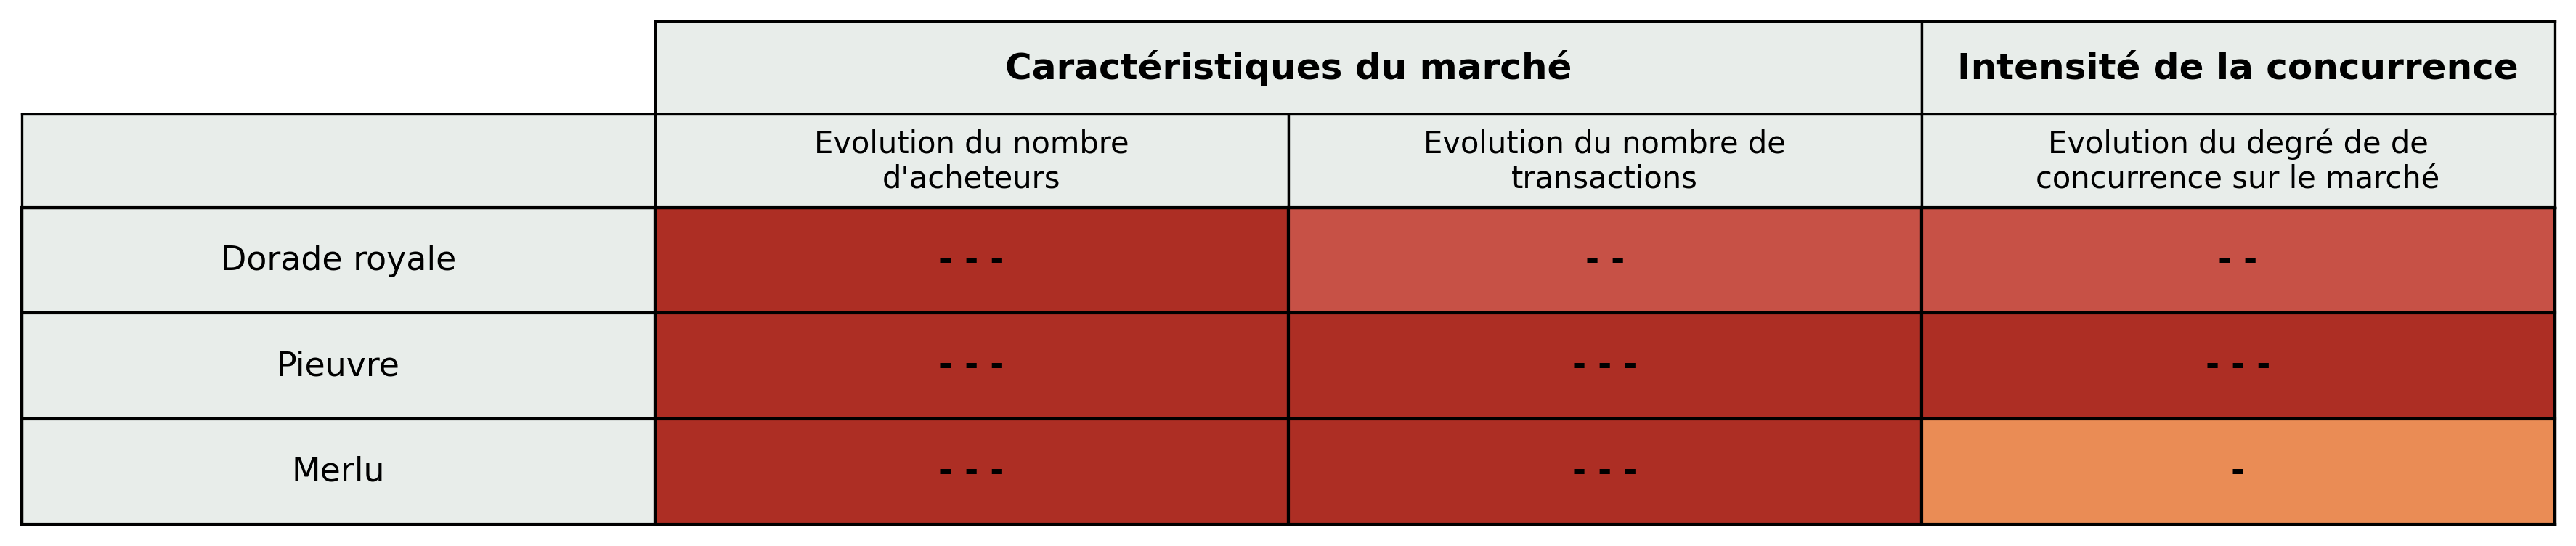 Caractéristiques du marché
Intensité de la concurrence
Evolution du nombre
d'acheteurs
Evolution du nombre de
transactions
Evolution du degré de de
concurrence sur le marché
Dorade royale
- - -
- -
- -
Pieuvre
- - -
- - -
- - -
Merlu
- - -
- - -
-